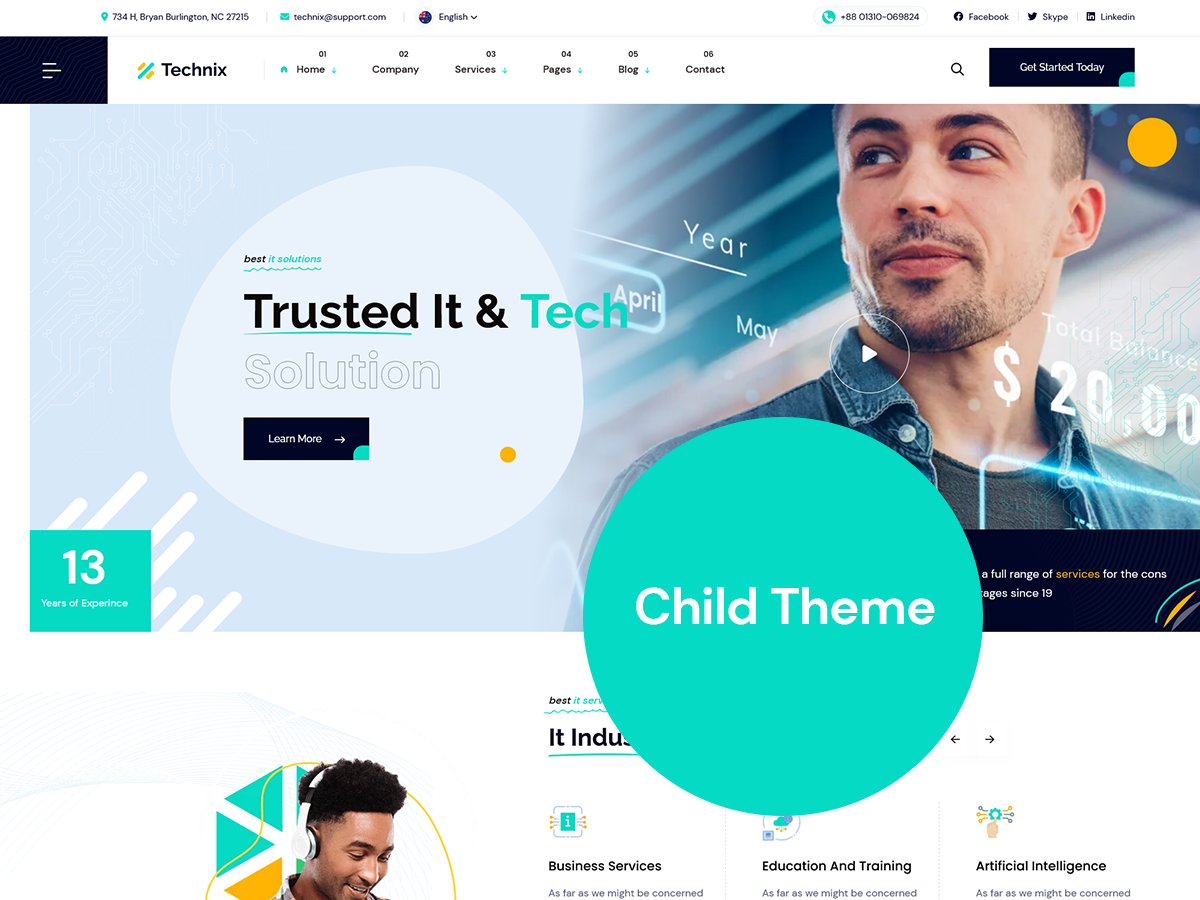 734 H, Bryan Burlington, NC 27215
technix@support.com
English
+88 01310-069824
Facebook
Skype
Linkedin
Technix
01
Home
02
Company
03
Services
04
Pages
05
Blog
06
Contact
Get Started Today
Year
April
May
Total Balance
$ 20,00
best it solutions
Trusted It & Tech
Solution
Learn More
13
Years of Experince
Child Theme
a full range of services for the cons
since 19
best it
It
Business Services
As far as we might be concerned
Education And Training
As far as we might be concerned
Artificial Intelligence
As far as we might be concerned